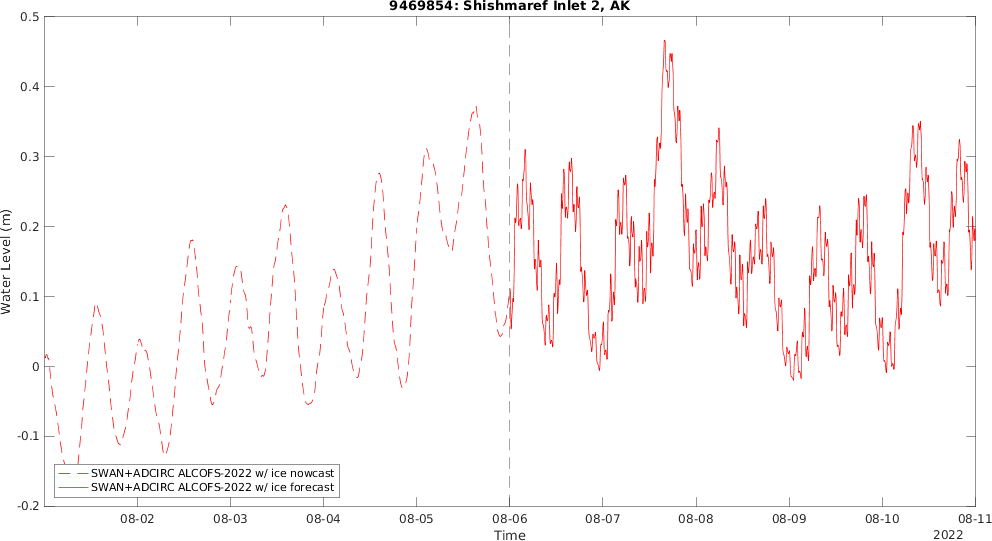 9469854: Shishmaref Inlet 2, AK
0.5
0.4
0.3
0.2
0.1
0
-0.1
-0.2
Water Level (m)
SWAN+ADCIRC ALCOFS-2022 w/ ice nowcast
SWAN+ADCIRC ALCOFS-2022 w/ ice forecast
08-02 08-03 08-04 08-05 08-06 08-07 08-08 08-09 08-10 08-11
Time
2022